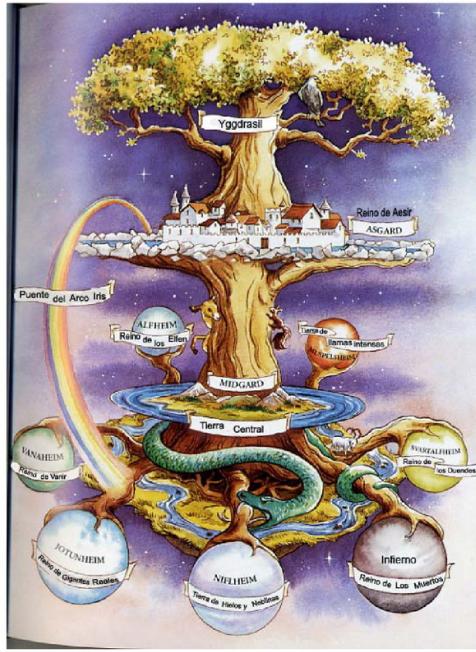 Yggdrasil
Reino de Aesir
ASGARD
Puente del Arco Iris
ALFHEIM
Reino de los Elfen
Tierra de
llamas intensas
MUSPELSHEIM
MIDGARD
Tierra Central
VANAHEIM
Reino de Vanir
SVARTALFHEIM
Reino de
los Duendes
JOTUNHEIM
Reino de Gigantes Reales
NIFLHEIM
Tierra de Hielos y Neblinas
Infierno
Reino de Los Muertos